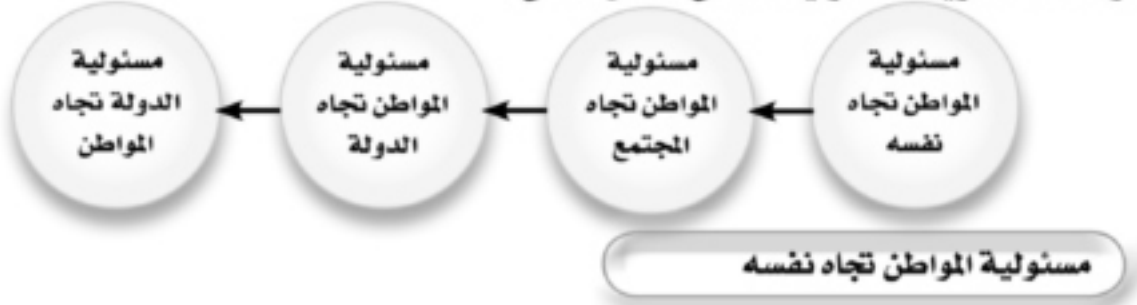 مسئولية
المواطن تجاه
نفسه
مسئولية
المواطن تجاه
المجتمع
مسئولية
المواطن تجاه
الدولة
مسئولية
الدولة تجاه
المواطن
مسئولية المواطن تجاه نفسه